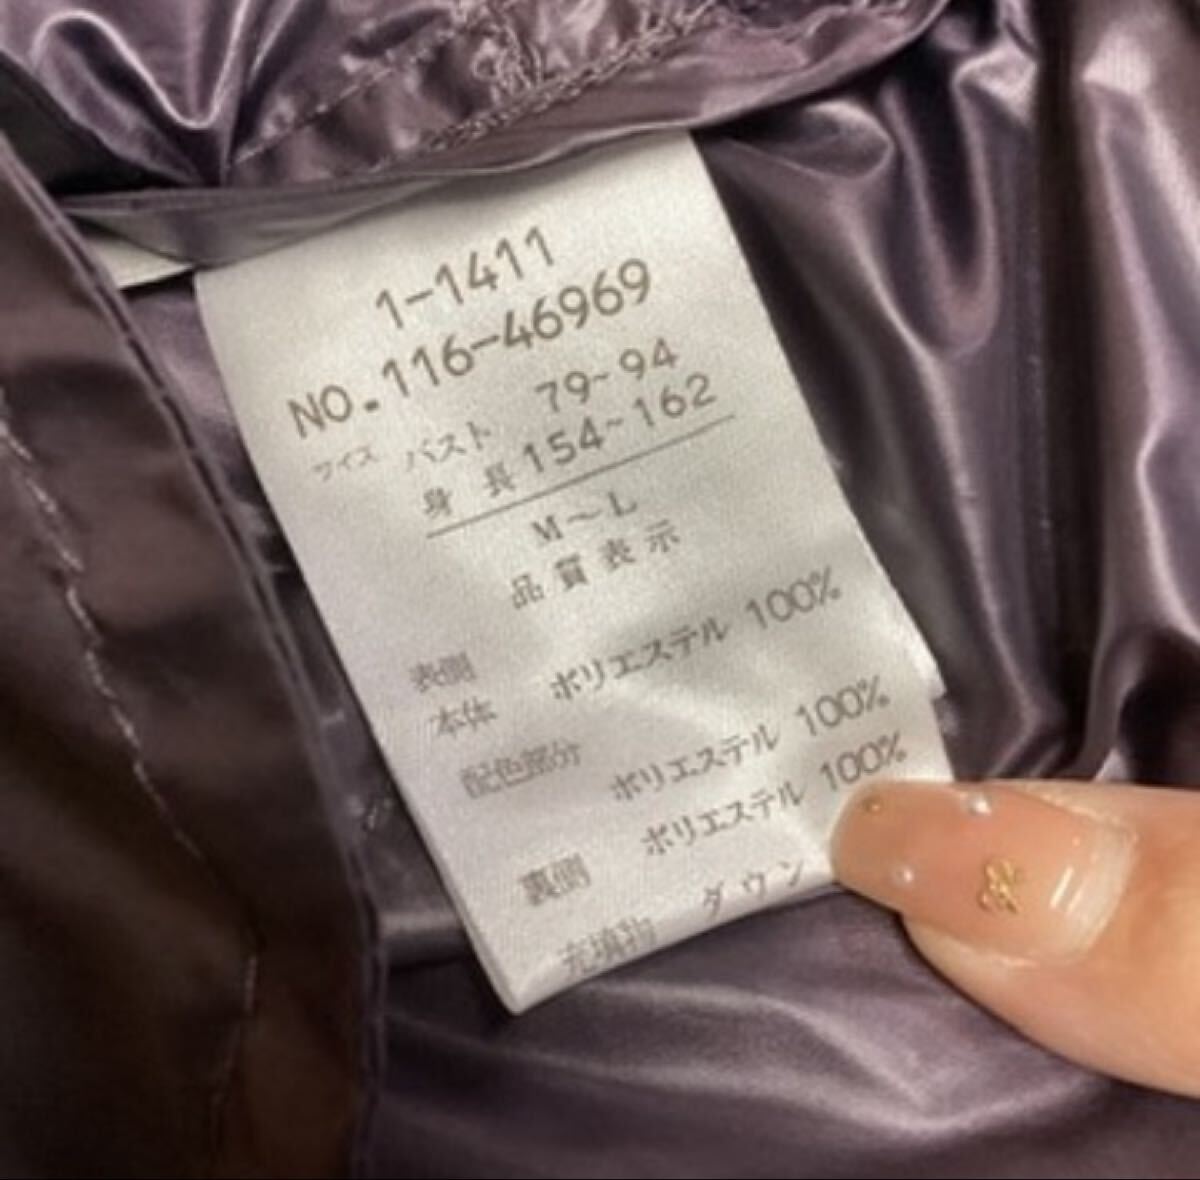 1-1411
NO.116-46969
サイズ バスト 79~94
身長 154~162
M~L
品質表示
表側
本体 ポリエステル 100%
配色部分 ポリエステル 100%
裏側 ポリエステル 100%
充填物 ダウン